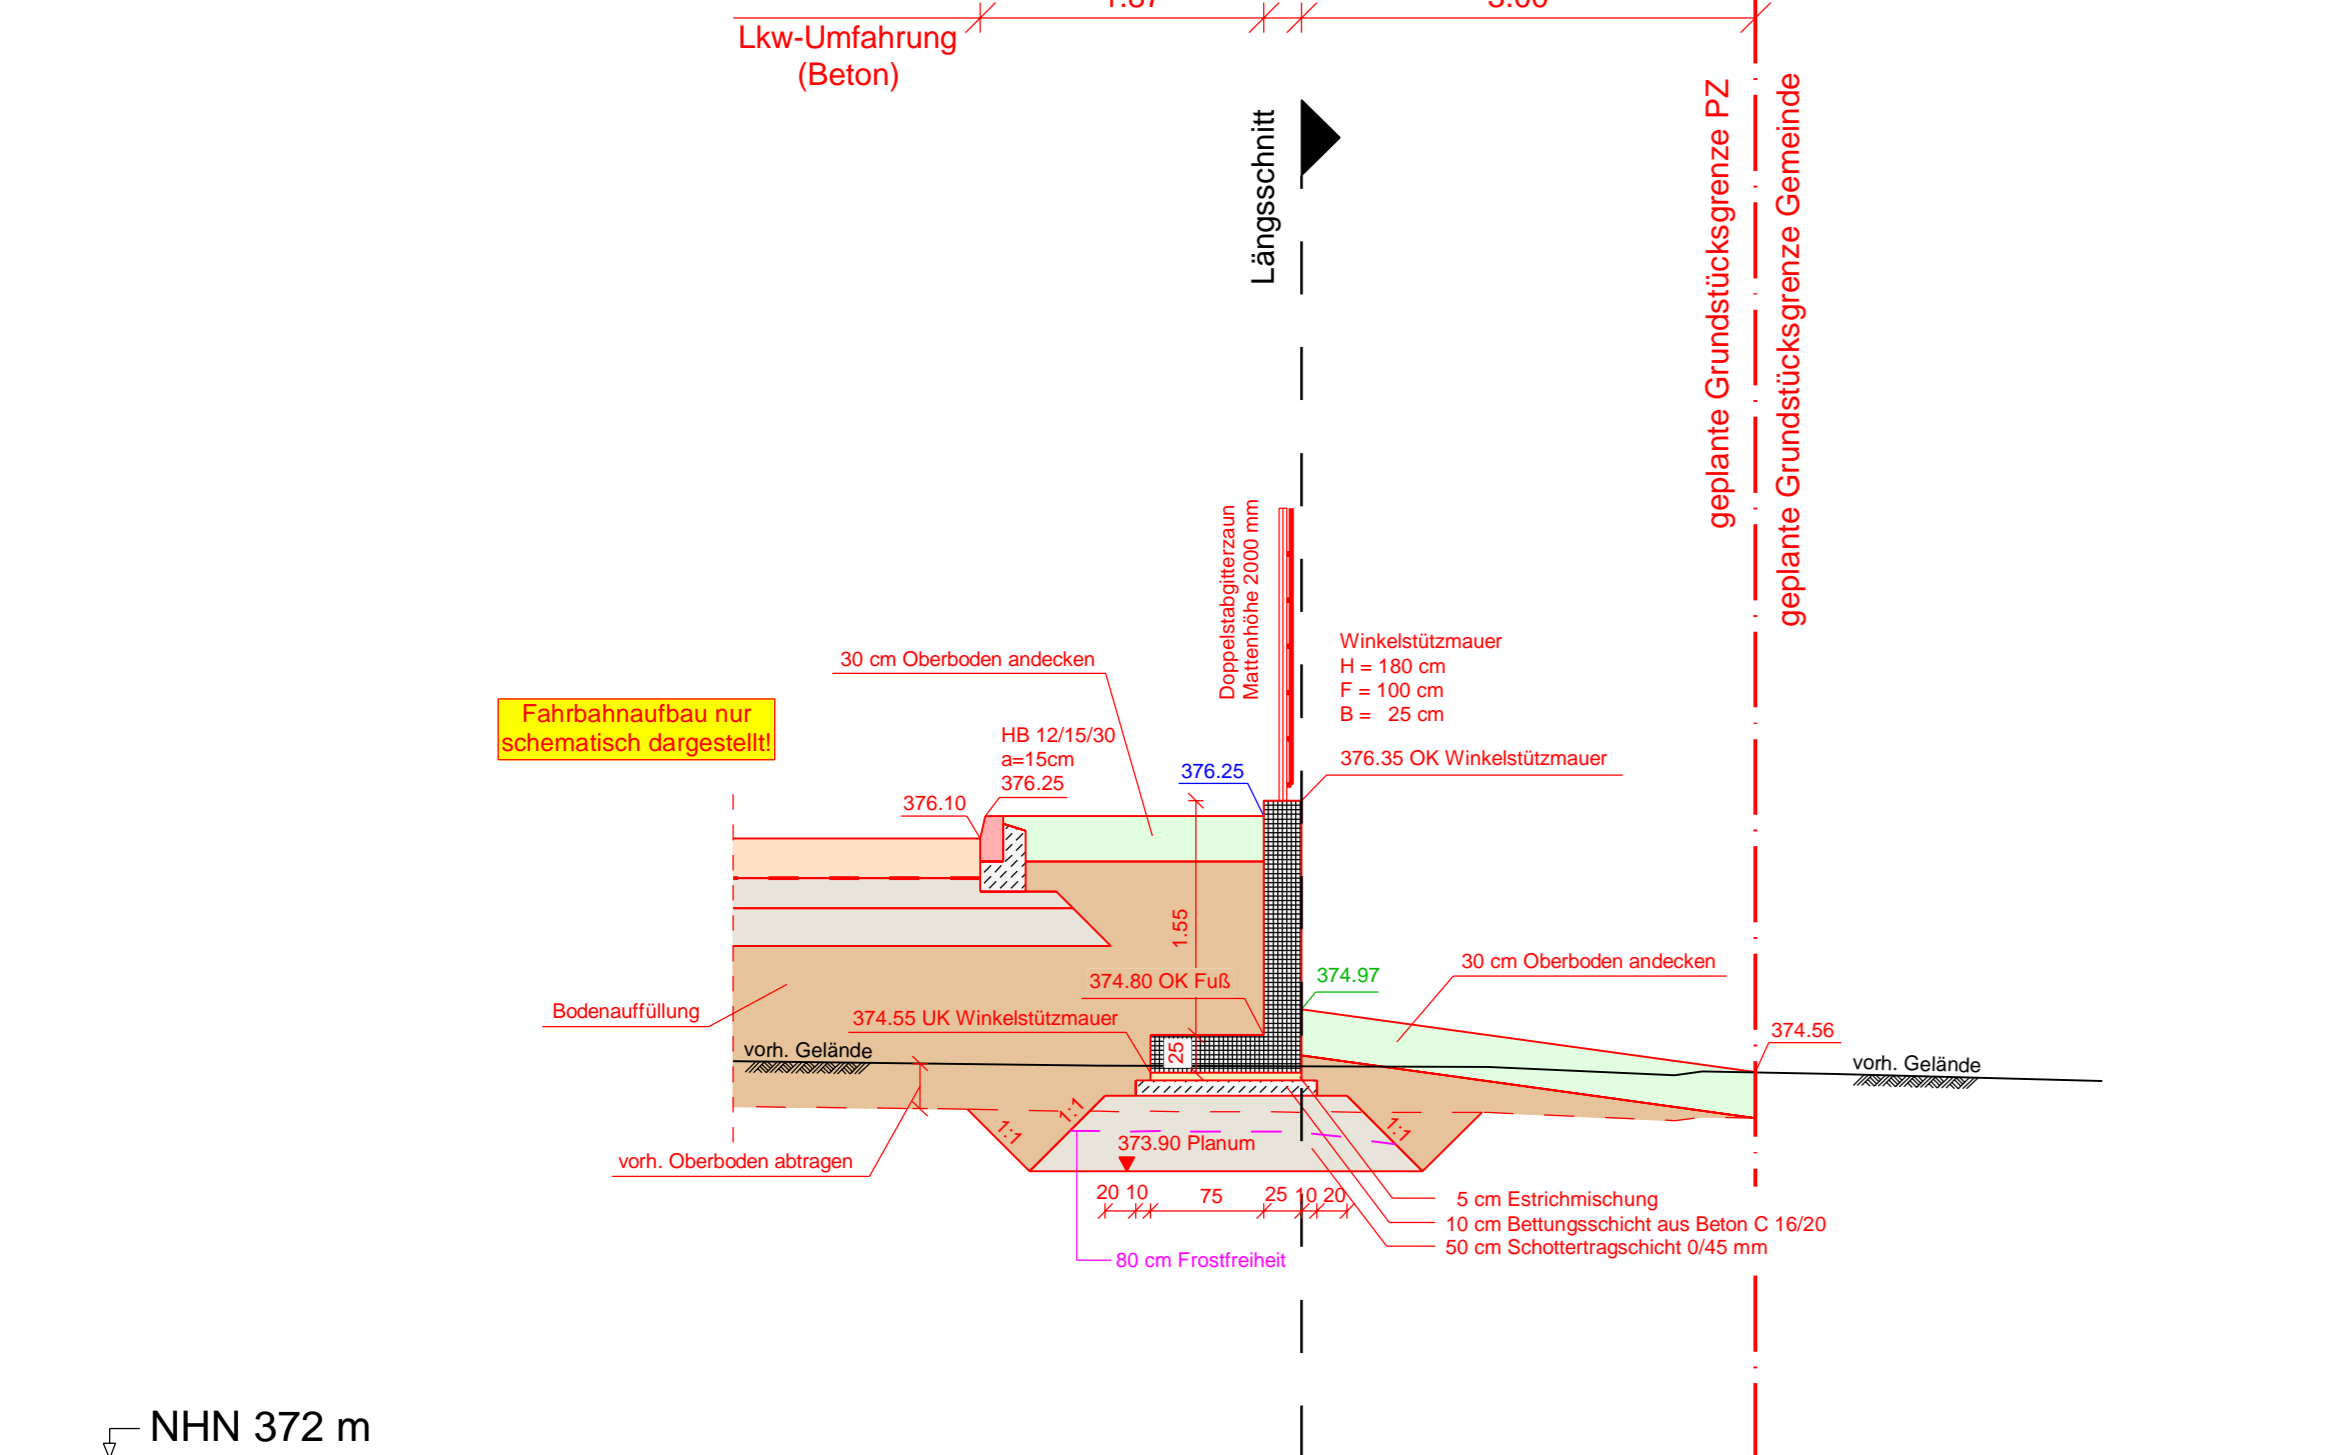 Lkw-Umfahrung
(Beton)
Längsschnitt
geplante Grundstücksgrenze PZ
geplante Grundstücksgrenze Gemeinde
Doppelstabgitterzaun
Mattenhöhe 2000 mm
Winkelstützmauer
H = 180 cm
F = 100 cm
B = 25 cm
30 cm Oberboden andecken
Fahrbahnaufbau nur
schematisch dargestellt!
HB 12/15/30
a=15cm
376.25
376.10
376.25
376.35 OK Winkelstützmauer
1.55
374.80 OK Fuß
374.97
30 cm Oberboden andecken
Bodenauffüllung
374.55 UK Winkelstützmauer
374.56
vorh. Gelände
25
vorh. Gelände
1:1
1:1
1:1
373.90 Planum
vorh. Oberboden abtragen
20 10 75 25 10 20
5 cm Estrichmischung
10 cm Bettungsschicht aus Beton C 16/20
50 cm Schottertragschicht 0/45 mm
80 cm Frostfreiheit
NHN 372 m